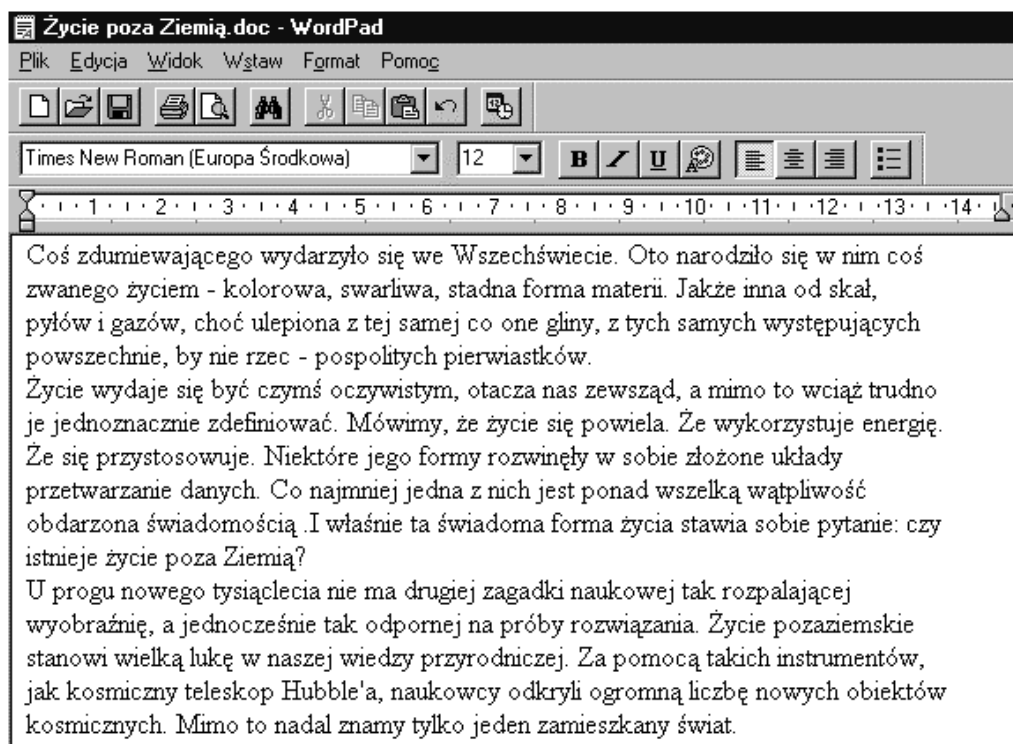 Życie poza Ziemią.doc - WordPad
Plik Edycja Widok Wstaw Format Pomoc
Times New Roman (Europa Środkowa) 12 B I U
1 2 3 4 5 6 7 8 9 10 11 12 13 14
Coś zdumiewającego wydarzyło się we Wszechświecie. Oto narodziło się w nim coś
zwanego życiem - kolorowa, swarliwa, stadna forma materii. Jakże inna od skał,
pyłów i gazów, choć ulepiona z tej samej co one gliny, z tych samych występujących
powszechnie, by nie rzec - pospolitych pierwiastków.
Życie wydaje się być czymś oczywistym, otacza nas zewsząd, a mimo to wciąż trudno
je jednoznacznie zdefiniować. Mówimy, że życie się powiela. Że wykorzystuje energię.
Że się przystosowuje. Niektóre jego formy rozwinęły w sobie złożone układy
przetwarzanie danych. Co najmniej jedna z nich jest ponad wszelką wątpliwość
obdarzona świadomością .I właśnie ta świadoma forma życia stawia sobie pytanie: czy
istnieje życie poza Ziemią?
U progu nowego tysiąclecia nie ma drugiej zagadki naukowej tak rozpalającej
wyobraźnię, a jednocześnie tak odpornej na próby rozwiązania. Życie pozaziemskie
stanowi wielką lukę w naszej wiedzy przyrodniczej. Za pomocą takich instrumentów,
jak kosmiczny teleskop Hubble'a, naukowcy odkryli ogromną liczbę nowych obiektów
kosmicznych. Mimo to nadal znamy tylko jeden zamieszkany świat.